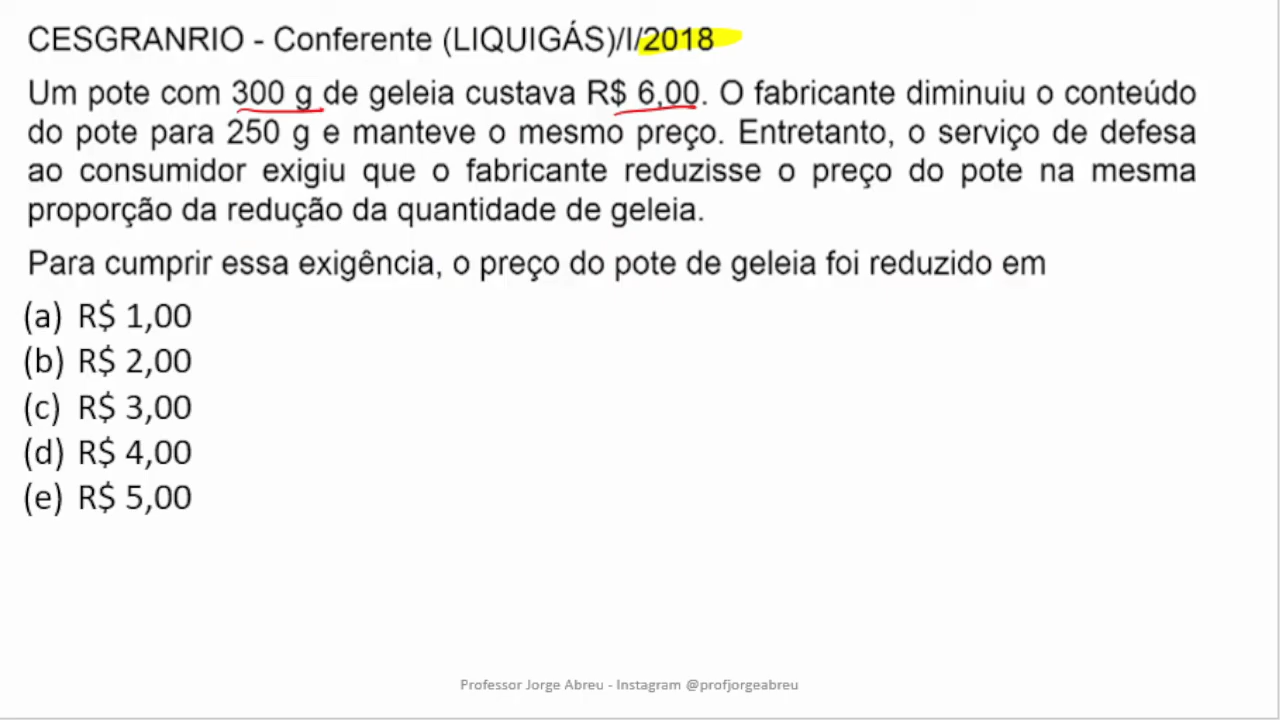 CESGRANRIO - Conferente (LIQUIGÁS)/I/2018
Um pote com 300 g de geleia custava R$ 6,00. O fabricante diminuiu o conteúdo
do pote para 250 g e manteve o mesmo preço. Entretanto, o serviço de defesa
ao consumidor exigiu que o fabricante reduzisse o preço do pote na mesma
proporção da redução da quantidade de geleia.
Para cumprir essa exigência, o preço do pote de geleia foi reduzido em
(a) R$ 1,00
(b) R$ 2,00
(c) R$ 3,00
(d) R$ 4,00
(e) R$ 5,00
Professor Jorge Abreu - Instagram @profjorgeabreu